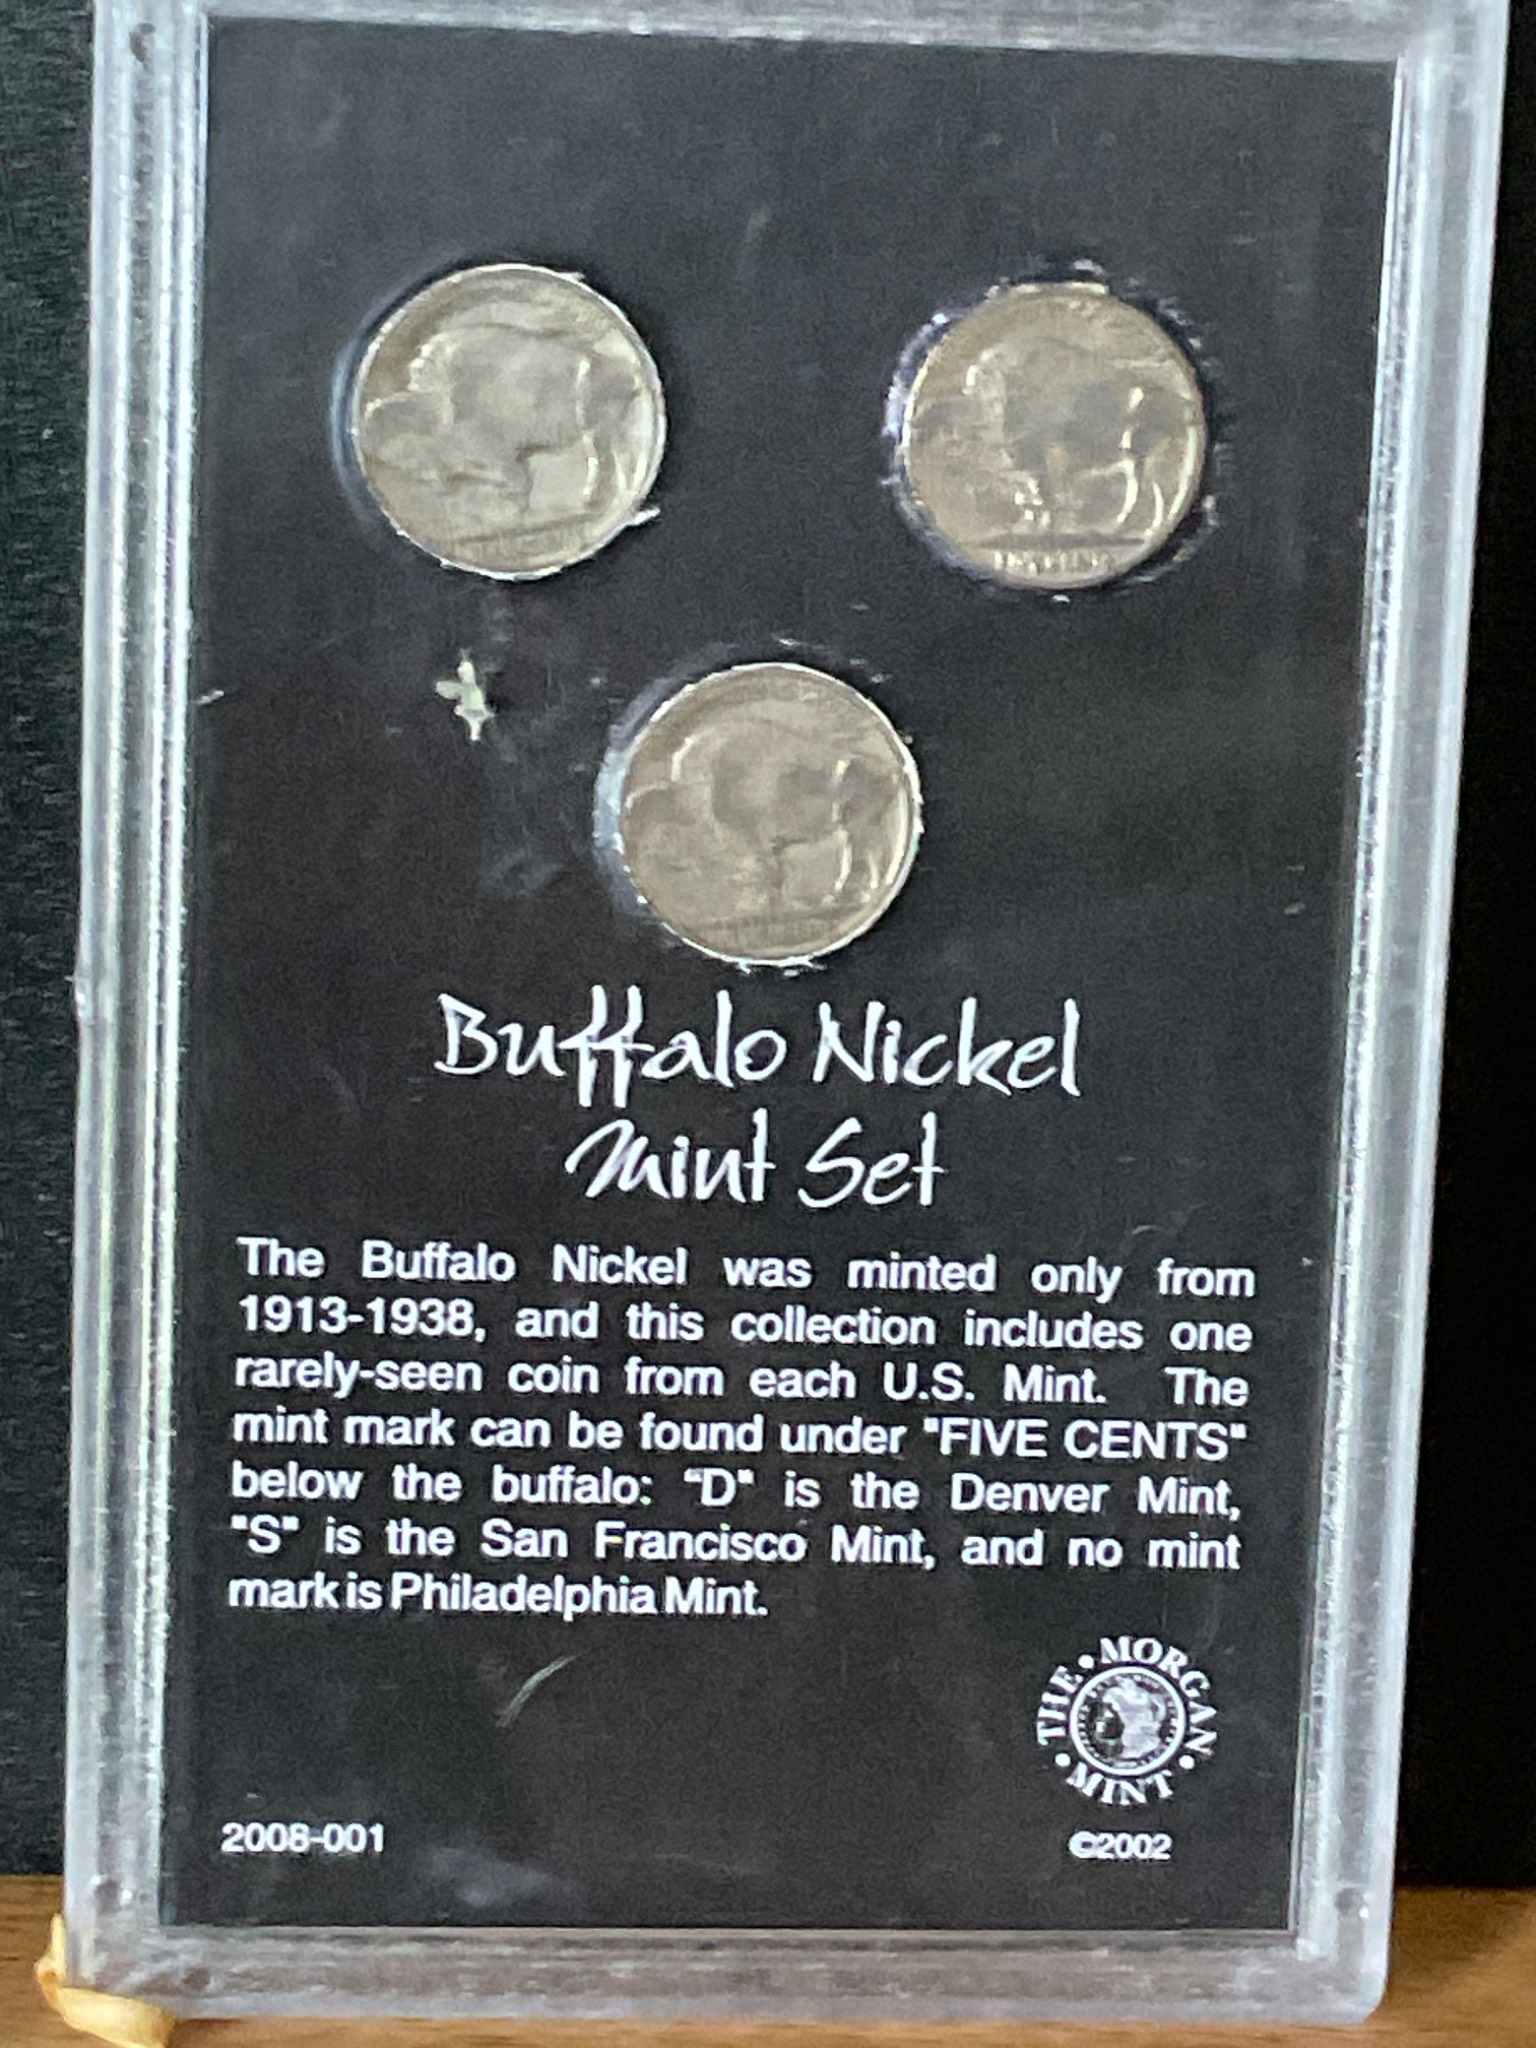 Buffalo Nickel
Mint Set
The Buffalo Nickel was minted only from
1913-1938, and this collection includes one
rarely-seen coin from each U.S. Mint. The
mint mark can be found under "FIVE CENTS"
below the buffalo: "D" is the Denver Mint,
"S" is the San Francisco Mint, and no mint
mark is Philadelphia Mint.
THE • MORGAN • MINT •
2008-001
©2002